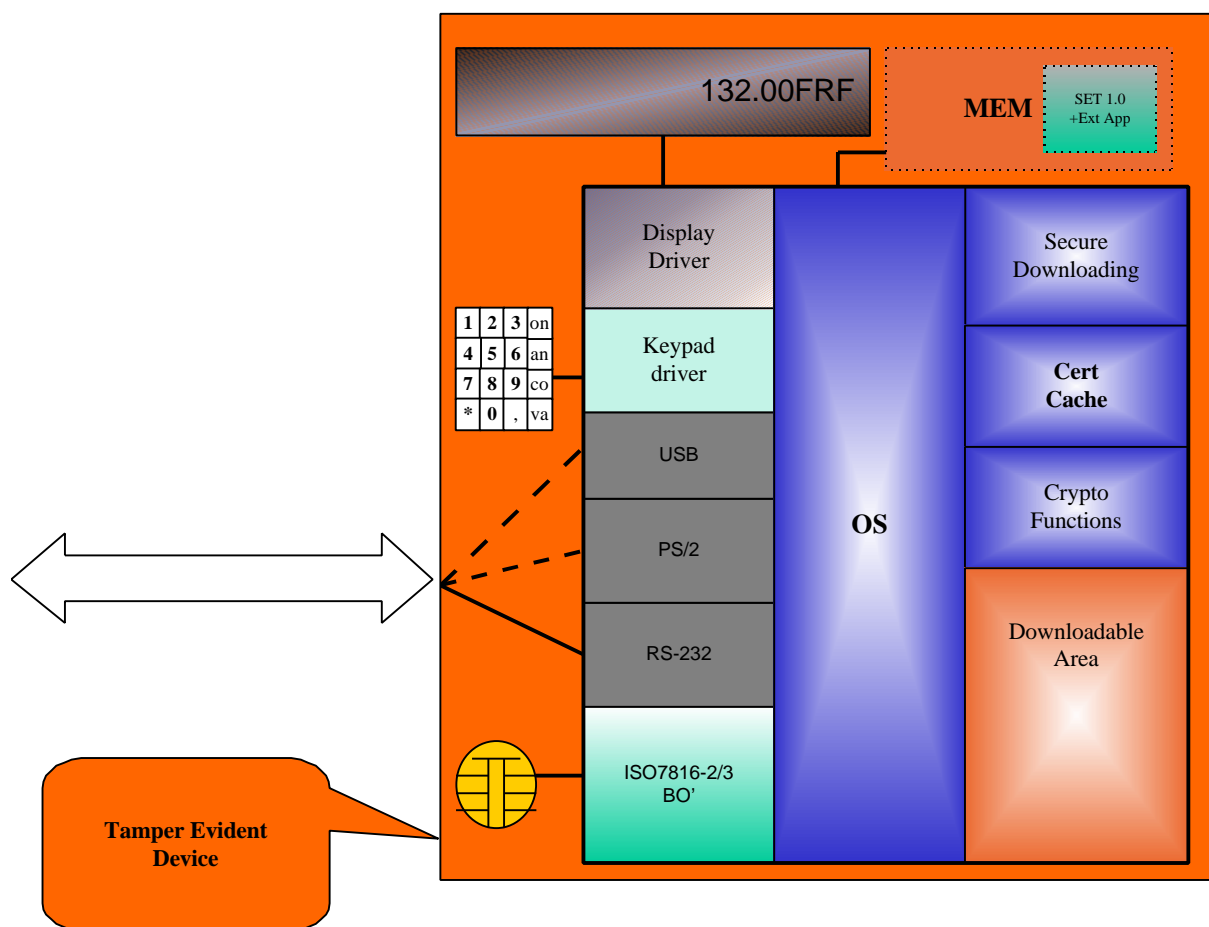 132.00FRF
MEM
SET 1.0
+Ext App
Display
Driver
Secure
Downloading
1 2 3 on
4 5 6 an
7 8 9 co
* 0 , va
Keypad
driver
Cert
Cache
USB
Crypto
Functions
OS
PS/2
RS-232
Downloadable
Area
ISO7816-2/3
BO’
Tamper Evident
Device